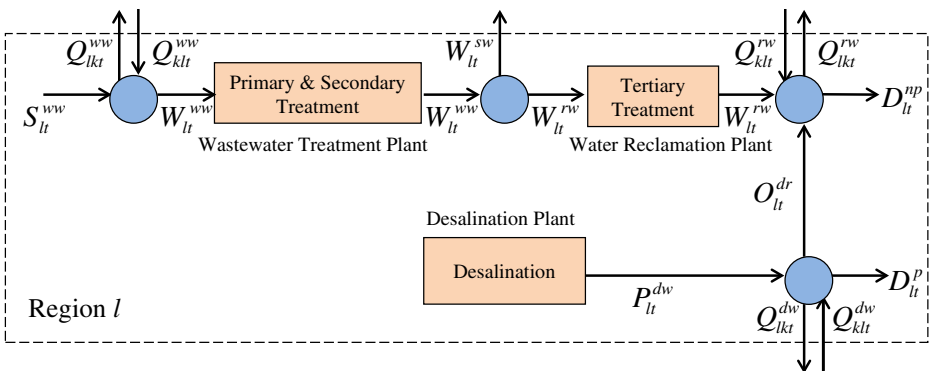 Q_{lkt}^{ww} Q_{klt}^{ww} W_{lt}^{sw} Q_{klt}^{rw} Q_{lkt}^{rw}
S_{lt}^{ww} W_{lt}^{ww} Primary & Secondary
Treatment
W_{lt}^{ww} W_{lt}^{rw} Tertiary
Treatment
W_{lt}^{rw} D_{lt}^{np}
Wastewater Treatment Plant
Water Reclamation Plant
O_{lt}^{dr}
Desalination Plant
Desalination
P_{lt}^{dw} D_{lt}^{p}
Region l
Q_{lkt}^{dw} Q_{klt}^{dw}